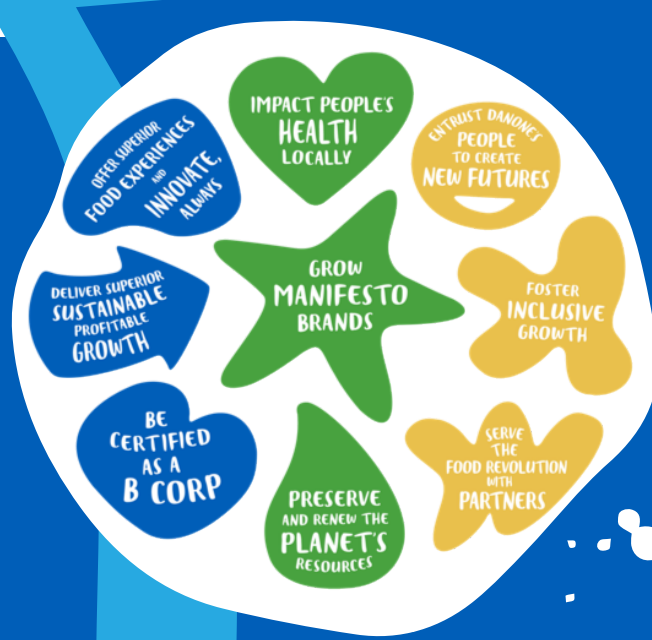 IMPACT PEOPLE'S
HEALTH
LOCALLY
OFFER SUPERIOR
FOOD EXPERIENCES
AND
INNOVATE,
ALWAYS
ENTRUST DANONE'S
PEOPLE
TO CREATE
NEW FUTURES
DELIVER SUPERIOR
SUSTAINABLE
PROFITABLE
GROWTH
GROW
MANIFESTO
BRANDS
FOSTER
INCLUSIVE
GROWTH
BE
CERTIFIED
AS A
B CORP
PRESERVE
AND RENEW THE
PLANET'S
RESOURCES
SERVE
THE
FOOD REVOLUTION
WITH
PARTNERS